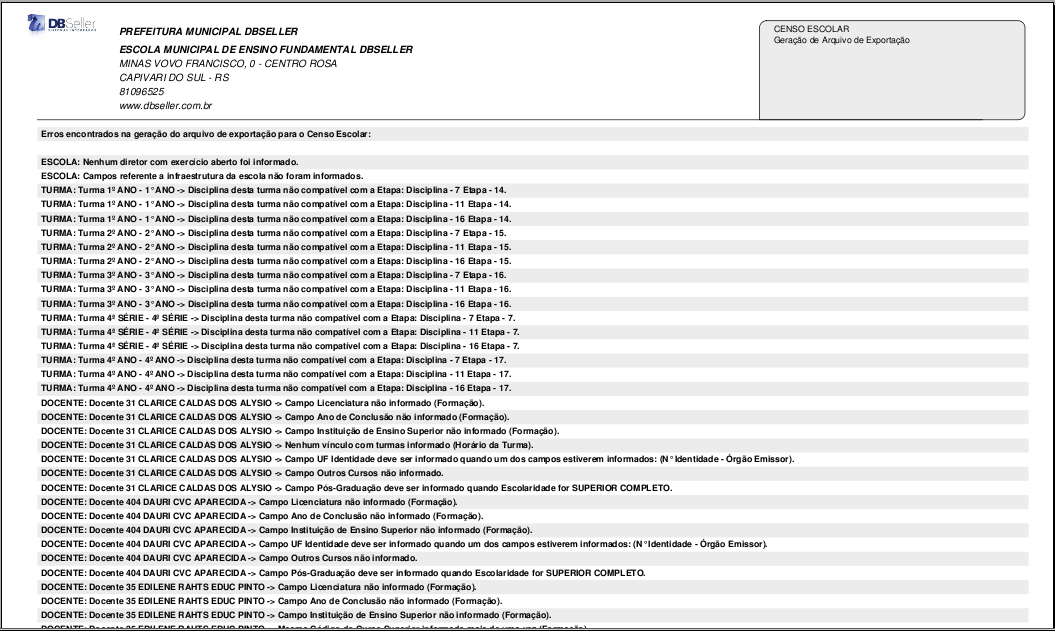 DBSeller
SISTEMAS INTEGRADOS
PREFEITURA MUNICIPAL DBSELLER
ESCOLA MUNICIPAL DE ENSINO FUNDAMENTAL DBSELLER
MINAS VOVO FRANCISCO, 0 - CENTRO ROSA
CAPIVARI DO SUL - RS
81096525
www.dbseller.com.br
CENSO ESCOLAR
Geração de Arquivo de Exportação
Erros encontrados na geração do arquivo de exportação para o Censo Escolar:
ESCOLA: Nenhum diretor com exercício aberto foi informado.
ESCOLA: Campos referente a infraestrutura da escola não foram informados.
TURMA: Turma 1º ANO - 1° ANO -> Disciplina desta turma não compatível com a Etapa: Disciplina - 7 Etapa - 14.
TURMA: Turma 1º ANO - 1° ANO -> Disciplina desta turma não compatível com a Etapa: Disciplina - 11 Etapa - 14.
TURMA: Turma 1º ANO - 1° ANO -> Disciplina desta turma não compatível com a Etapa: Disciplina - 16 Etapa - 14.
TURMA: Turma 2º ANO - 2° ANO -> Disciplina desta turma não compatível com a Etapa: Disciplina - 7 Etapa - 15.
TURMA: Turma 2º ANO - 2° ANO -> Disciplina desta turma não compatível com a Etapa: Disciplina - 11 Etapa - 15.
TURMA: Turma 2º ANO - 2° ANO -> Disciplina desta turma não compatível com a Etapa: Disciplina - 16 Etapa - 15.
TURMA: Turma 3º ANO - 3° ANO -> Disciplina desta turma não compatível com a Etapa: Disciplina - 7 Etapa - 16.
TURMA: Turma 3º ANO - 3° ANO -> Disciplina desta turma não compatível com a Etapa: Disciplina - 11 Etapa - 16.
TURMA: Turma 3º ANO - 3° ANO -> Disciplina desta turma não compatível com a Etapa: Disciplina - 16 Etapa - 16.
TURMA: Turma 4ª SÉRIE - 4ª SÉRIE -> Disciplina desta turma não compatível com a Etapa: Disciplina - 7 Etapa - 7.
TURMA: Turma 4ª SÉRIE - 4ª SÉRIE -> Disciplina desta turma não compatível com a Etapa: Disciplina - 11 Etapa - 7.
TURMA: Turma 4ª SÉRIE - 4ª SÉRIE -> Disciplina desta turma não compatível com a Etapa: Disciplina - 16 Etapa - 7.
TURMA: Turma 4º ANO - 4º ANO -> Disciplina desta turma não compatível com a Etapa: Disciplina - 7 Etapa - 17.
TURMA: Turma 4º ANO - 4º ANO -> Disciplina desta turma não compatível com a Etapa: Disciplina - 11 Etapa - 17.
TURMA: Turma 4º ANO - 4º ANO -> Disciplina desta turma não compatível com a Etapa: Disciplina - 16 Etapa - 17.
DOCENTE: Docente 31 CLARICE CALDAS DOS ALYSIO -> Campo Licenciatura não informado (Formação).
DOCENTE: Docente 31 CLARICE CALDAS DOS ALYSIO -> Campo Ano de Conclusão não informado (Formação).
DOCENTE: Docente 31 CLARICE CALDAS DOS ALYSIO -> Campo Instituição de Ensino Superior não informado (Formação).
DOCENTE: Docente 31 CLARICE CALDAS DOS ALYSIO -> Nenhum vínculo com turmas informado (Horário da Turma).
DOCENTE: Docente 31 CLARICE CALDAS DOS ALYSIO -> Campo UF Identidade deve ser informado quando um dos campos estiverem informados: (N° Identidade - Órgão Emissor).
DOCENTE: Docente 31 CLARICE CALDAS DOS ALYSIO -> Campo Outros Cursos não informado.
DOCENTE: Docente 31 CLARICE CALDAS DOS ALYSIO -> Campo Pós-Graduação deve ser informado quando Escolaridade for SUPERIOR COMPLETO.
DOCENTE: Docente 404 DAURI CVC APARECIDA -> Campo Licenciatura não informado (Formação).
DOCENTE: Docente 404 DAURI CVC APARECIDA -> Campo Ano de Conclusão não informado (Formação).
DOCENTE: Docente 404 DAURI CVC APARECIDA -> Campo Instituição de Ensino Superior não informado (Formação).
DOCENTE: Docente 404 DAURI CVC APARECIDA -> Campo UF Identidade deve ser informado quando um dos campos estiverem informados: (N° Identidade - Órgão Emissor).
DOCENTE: Docente 404 DAURI CVC APARECIDA -> Campo Outros Cursos não informado.
DOCENTE: Docente 404 DAURI CVC APARECIDA -> Campo Pós-Graduação deve ser informado quando Escolaridade for SUPERIOR COMPLETO.
DOCENTE: Docente 35 EDILENE RAHTS EDUC PINTO -> Campo Licenciatura não informado (Formação).
DOCENTE: Docente 35 EDILENE RAHTS EDUC PINTO -> Campo Ano de Conclusão não informado (Formação).
DOCENTE: Docente 35 EDILENE RAHTS EDUC PINTO -> Campo Instituição de Ensino Superior não informado (Formação).